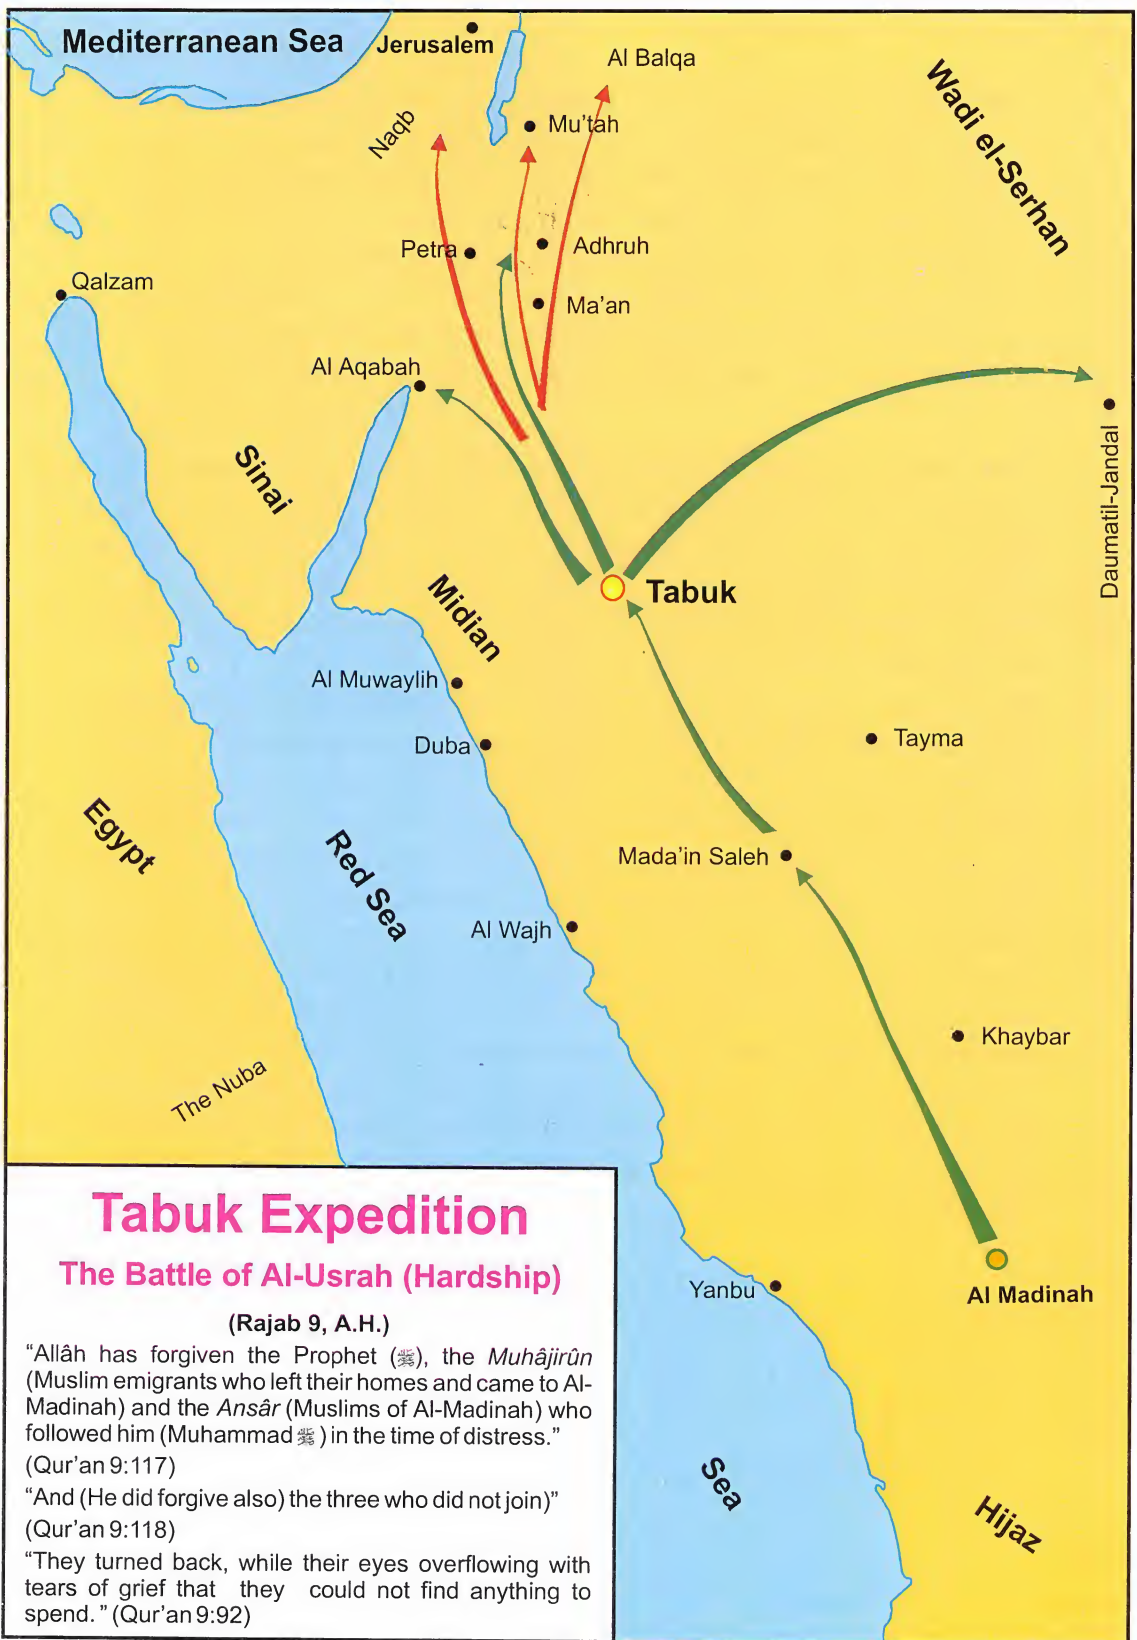 Mediterranean Sea
Jerusalem
Al Balqa
Wadi el-Serhan
Naqb
Mu'tah
Petra
Adhruh
Qalzam
Ma'an
Al Aqabah
Sinai
Daumatil-Jandal
Midian
Tabuk
Al Muwaylih
Duba
Tayma
Egypt
Red Sea
Mada'in Saleh
Al Wajh
Khaybar
The Nuba
Yanbu
Al Madinah
Sea
Hijaz
Tabuk Expedition
The Battle of Al-Usrah (Hardship)
(Rajab 9, A.H.)
“Allâh has forgiven the Prophet (ﷺ), the Muhâjirûn
(Muslim emigrants who left their homes and came to Al-
Madinah) and the Ansâr (Muslims of Al-Madinah) who
followed him (Muhammad ﷺ) in the time of distress.”
(Qur’an 9:117)
“And (He did forgive also) the three who did not join)”
(Qur’an 9:118)
“They turned back, while their eyes overflowing with
tears of grief that they could not find anything to
spend. ” (Qur’an 9:92)